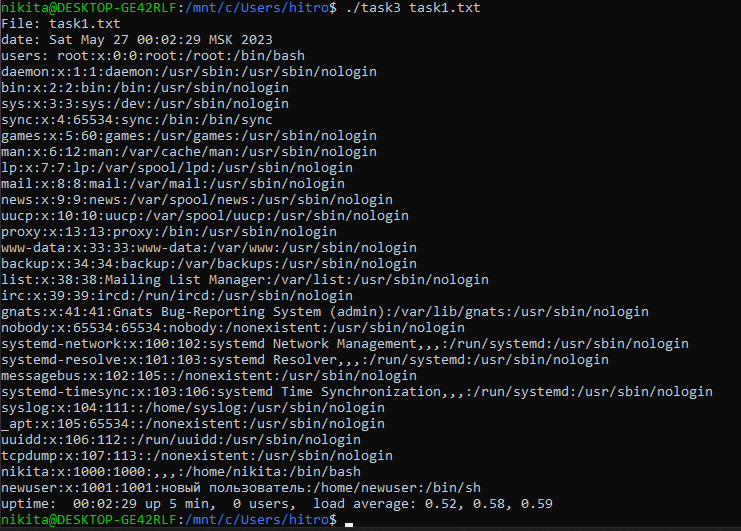 nikita@DESKTOP-GE42RLF:/mnt/c/Users/hitro$ ./task3 task1.txt
File: task1.txt
date: Sat May 27 00:02:29 MSK 2023
users: root:x:0:0:root:/root:/bin/bash
daemon:x:1:1:daemon:/usr/sbin:/usr/sbin/nologin
bin:x:2:2:bin:/bin:/usr/sbin/nologin
sys:x:3:3:sys:/dev:/usr/sbin/nologin
sync:x:4:65534:sync:/bin:/bin/sync
games:x:5:60:games:/usr/games:/usr/sbin/nologin
man:x:6:12:man:/var/cache/man:/usr/sbin/nologin
lp:x:7:7:lp:/var/spool/lpd:/usr/sbin/nologin
mail:x:8:8:mail:/var/mail:/usr/sbin/nologin
news:x:9:9:news:/var/spool/news:/usr/sbin/nologin
uucp:x:10:10:uucp:/var/spool/uucp:/usr/sbin/nologin
proxy:x:13:13:proxy:/bin:/usr/sbin/nologin
www-data:x:33:33:www-data:/var/www:/usr/sbin/nologin
backup:x:34:34:backup:/var/backups:/usr/sbin/nologin
list:x:38:38:Mailing List Manager:/var/list:/usr/sbin/nologin
irc:x:39:39:ircd:/run/ircd:/usr/sbin/nologin
gnats:x:41:41:Gnats Bug-Reporting System (admin):/var/lib/gnats:/usr/sbin/nologin
nobody:x:65534:65534:nobody:/nonexistent:/usr/sbin/nologin
systemd-network:x:100:102:systemd Network Management,,,:/run/systemd:/usr/sbin/nologin
systemd-resolve:x:101:103:systemd Resolver,,,:/run/systemd:/usr/sbin/nologin
messagebus:x:102:105::/nonexistent:/usr/sbin/nologin
systemd-timesync:x:103:106:systemd Time Synchronization,,,:/run/systemd:/usr/sbin/nologin
syslog:x:104:111::/home/syslog:/usr/sbin/nologin
_apt:x:105:65534::/nonexistent:/usr/sbin/nologin
uuidd:x:106:112::/run/uuidd:/usr/sbin/nologin
tcpdump:x:107:113::/nonexistent:/usr/sbin/nologin
nikita:x:1000:1000:,,,:/home/nikita:/bin/bash
newuser:x:1001:1001:новый пользователь:/home/newuser:/bin/sh
uptime:  00:02:29 up 5 min,  0 users,  load average: 0.52, 0.58, 0.59
nikita@DESKTOP-GE42RLF:/mnt/c/Users/hitro$